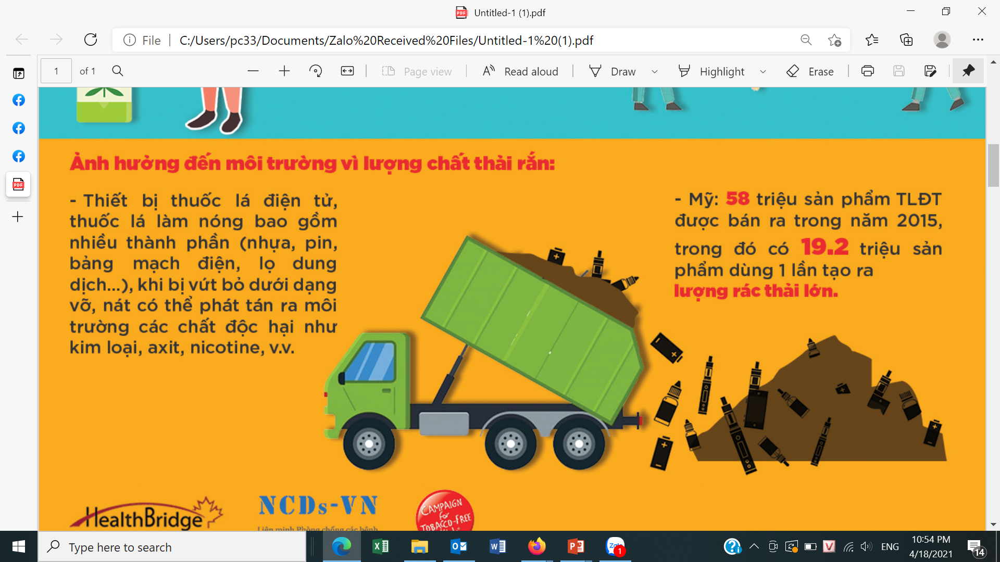 Untitled-1 (1).pdf
File
C:/Users/pc33/Documents/Zalo%20Received%20Files/Untitled-1%20(1).pdf
1 of 1
Page view
Read aloud
Draw
Highlight
Erase
Ảnh hưởng đến môi trường vì lượng chất thải rắn:
- Thiết bị thuốc lá điện tử,
thuốc lá làm nóng bao gồm
nhiều thành phần (nhựa, pin,
bảng mạch điện, lọ dung
dịch...), khi bị vứt bỏ dưới dạng
vỡ, nát có thể phát tán ra môi
trường các chất độc hại như
kim loại, axit, nicotine, v.v.
- Mỹ: 58 triệu sản phẩm TLĐT
được bán ra trong năm 2015,
trong đó có 19.2 triệu sản
phẩm dùng 1 lần tạo ra
lượng rác thải lớn.
HealthBridge
NCDs-VN
Liên minh Phòng chống các bệnh
CAMPAIGN
for
TOBACCO-FREE
Type here to search
Zalo
1
ENG
10:54 PM
4/18/2021
14